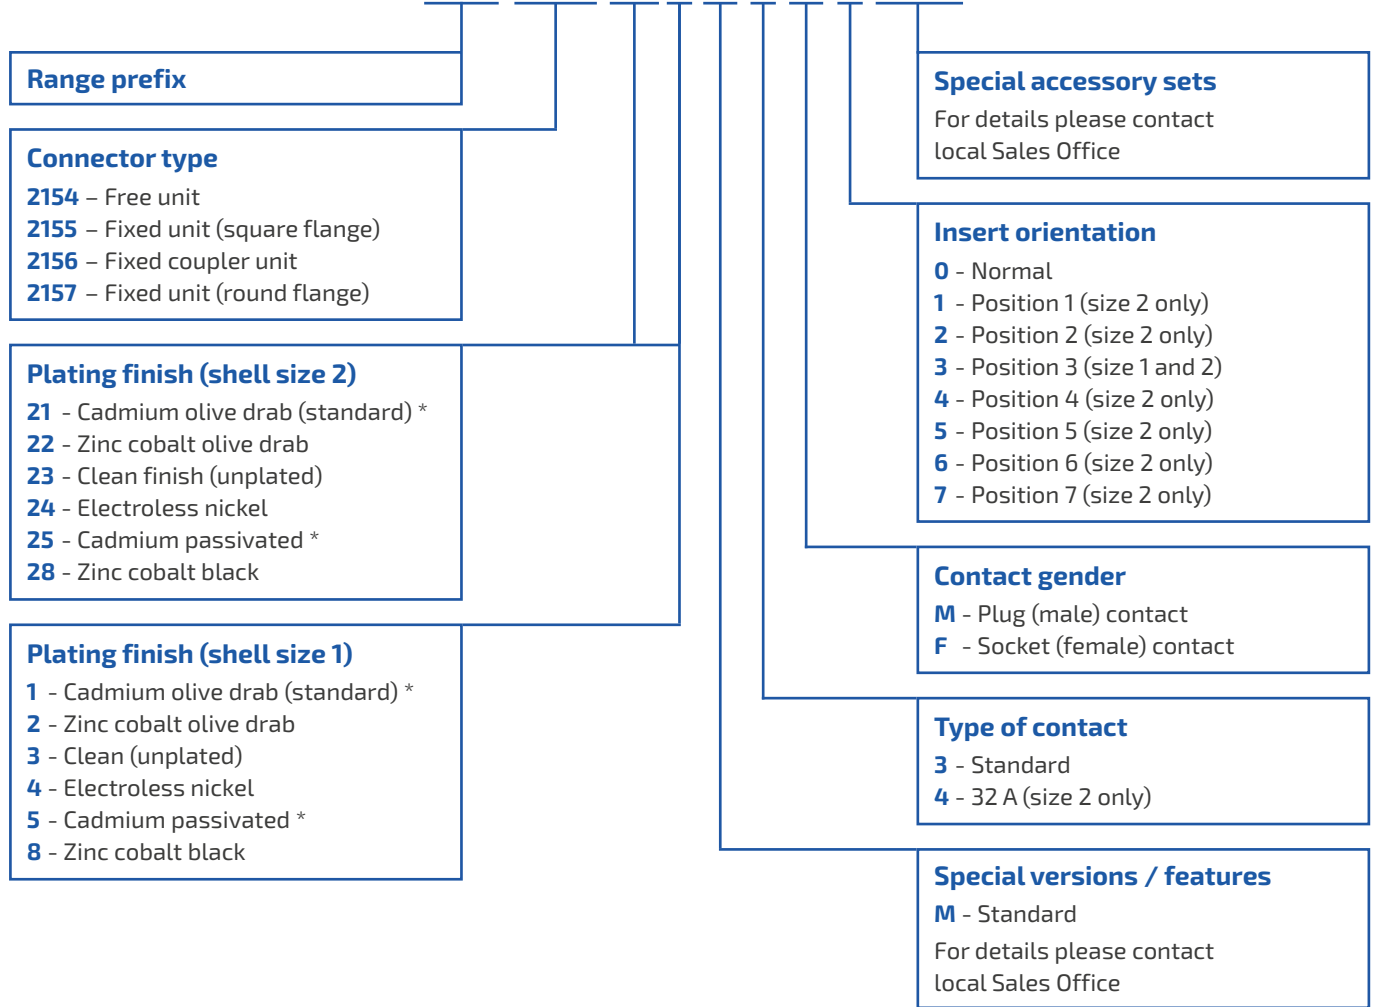 Range prefix
Connector type
2154 – Free unit
2155 – Fixed unit (square flange)
2156 – Fixed coupler unit
2157 – Fixed unit (round flange)
Plating finish (shell size 2)
21 - Cadmium olive drab (standard) *
22 - Zinc cobalt olive drab
23 - Clean finish (unplated)
24 - Electroless nickel
25 - Cadmium passivated *
28 - Zinc cobalt black
Plating finish (shell size 1)
1 - Cadmium olive drab (standard) *
2 - Zinc cobalt olive drab
3 - Clean (unplated)
4 - Electroless nickel
5 - Cadmium passivated *
8 - Zinc cobalt black
Special accessory sets
For details please contact
local Sales Office
Insert orientation
0 - Normal
1 - Position 1 (size 2 only)
2 - Position 2 (size 2 only)
3 - Position 3 (size 1 and 2)
4 - Position 4 (size 2 only)
5 - Position 5 (size 2 only)
6 - Position 6 (size 2 only)
7 - Position 7 (size 2 only)
Contact gender
M - Plug (male) contact
F - Socket (female) contact
Type of contact
3 - Standard
4 - 32 A (size 2 only)
Special versions / features
M - Standard
For details please contact
local Sales Office